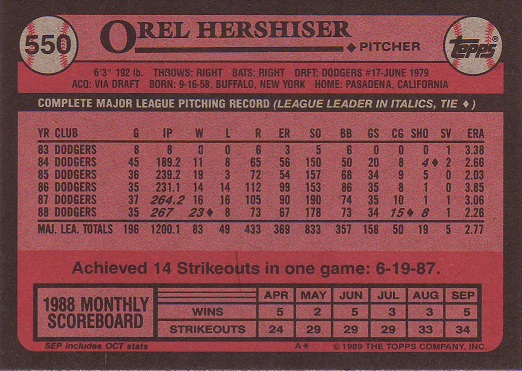 550 OREL HERSHISER
♦ PITCHER
Topps
6'3" 192 lb. THROWS: RIGHT BATS: RIGHT DRFT: DODGERS #17-JUNE 1979
ACQ: VIA DRAFT BORN: 9-16-58, BUFFALO, NEW YORK HOME: PASADENA, CALIFORNIA
COMPLETE MAJOR LEAGUE PITCHING RECORD (LEAGUE LEADER IN ITALICS, TIE ♦)
YR CLUB G IP W L R ER SO BB GS CG SHO SV ERA
83 DODGERS 8 8 0 0 6 3 5 6 0 0 0 1 3.38
84 DODGERS 45 189.2 11 8 65 56 150 50 20 8 4♦ 2 2.66
85 DODGERS 36 239.2 19 3 72 54 157 68 34 9 5 0 2.03
86 DODGERS 35 231.1 14 14 112 99 153 86 35 8 1 0 3.85
87 DODGERS 37 264.2 16 16 105 90 190 74 35 10 1 1 3.06
88 DODGERS 35 267 23♦ 8 73 67 178 73 34 15♦ 8 1 2.26
MAJ. LEA. TOTALS 196 1200.1 83 49 433 369 833 357 158 50 19 5 2.77
Achieved 14 Strikeouts in one game: 6-19-87.
1988 MONTHLY SCOREBOARD
APR MAY JUN JUL AUG SEP
WINS 5 2 5 3 3 5
STRIKEOUTS 24 29 29 29 33 34
SEP includes OCT stats A* ©1989 THE TOPPS COMPANY, INC.